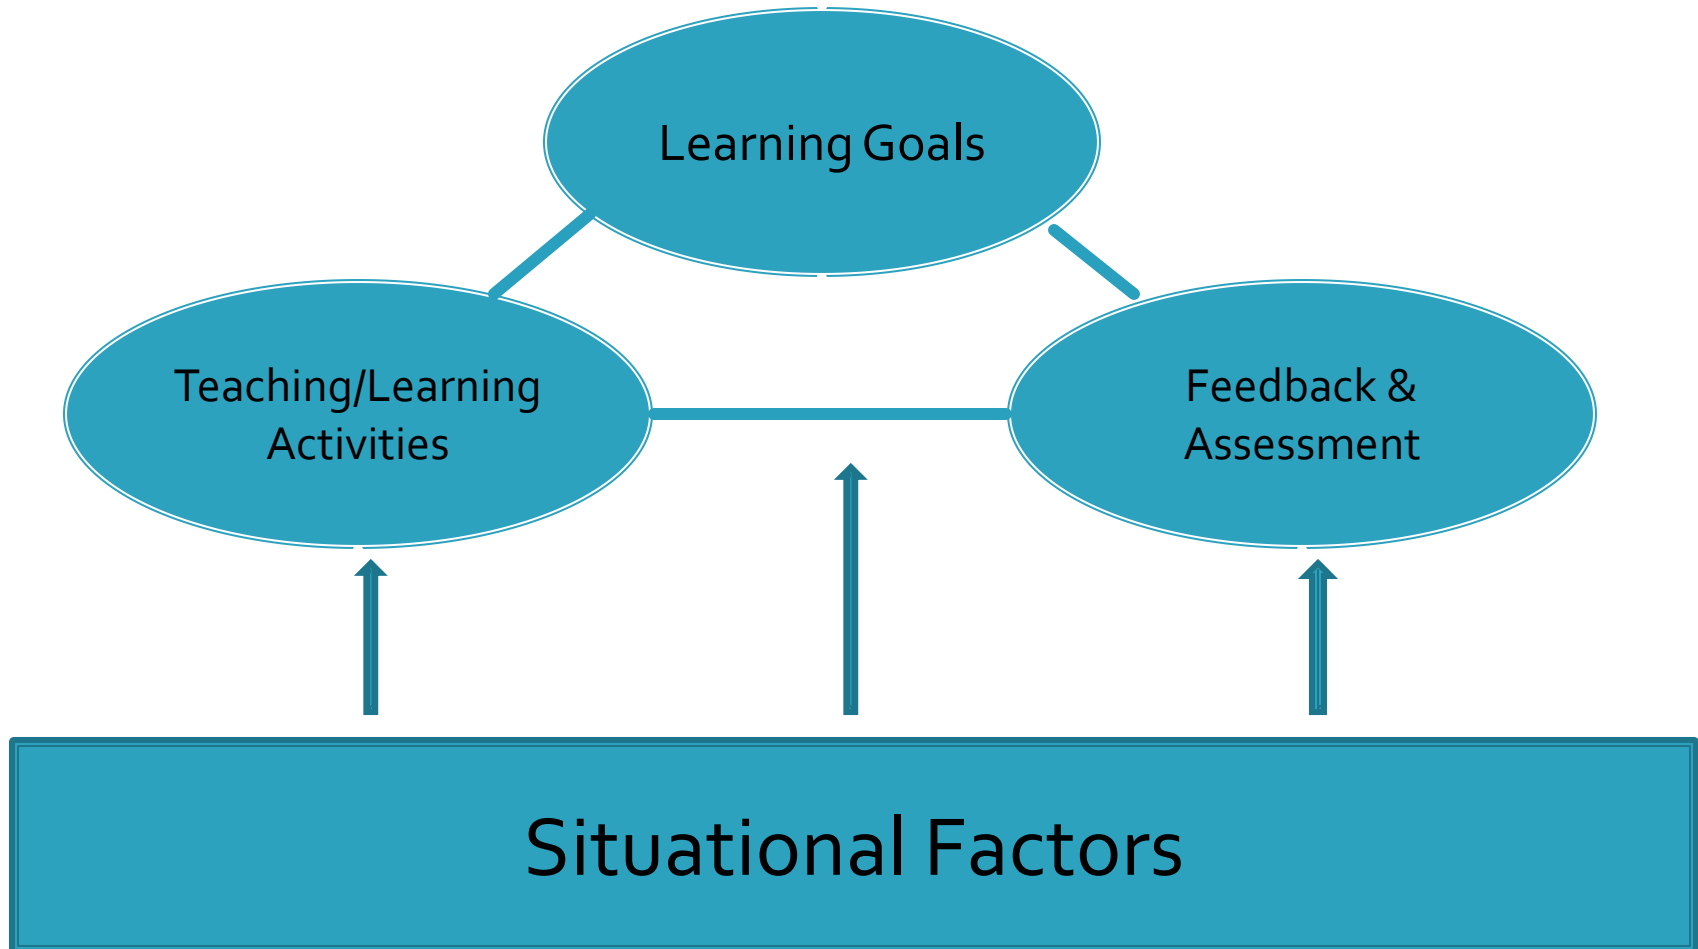 Learning Goals
Teaching/Learning
Activities
Feedback &
Assessment
Situational Factors